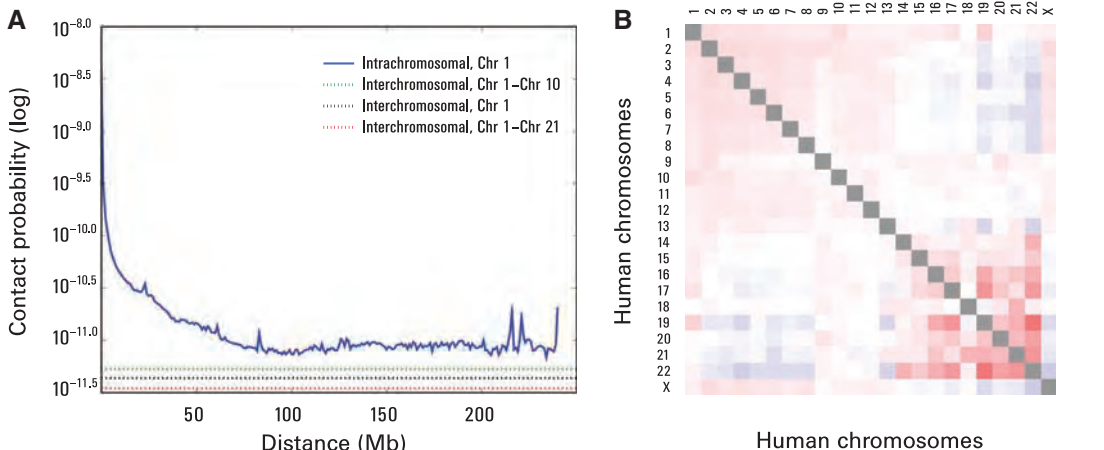 A
Contact probability (log)
10–8.0
10–8.5
10–9.0
10–9.5
10–10.0
10–10.5
10–11.0
10–11.5
Intrachromosomal, Chr 1
Interchromosomal, Chr 1–Chr 10
Interchromosomal, Chr 1
Interchromosomal, Chr 1–Chr 21
50 100 150 200
Distance (Mb)
B
1 2 3 4 5 6 7 8 9 10 11 12 13 14 15 16 17 18 19 20 21 22 X
Human chromosomes
1
2
3
4
5
6
7
8
9
10
11
12
13
14
15
16
17
18
19
20
21
22
X
Human chromosomes